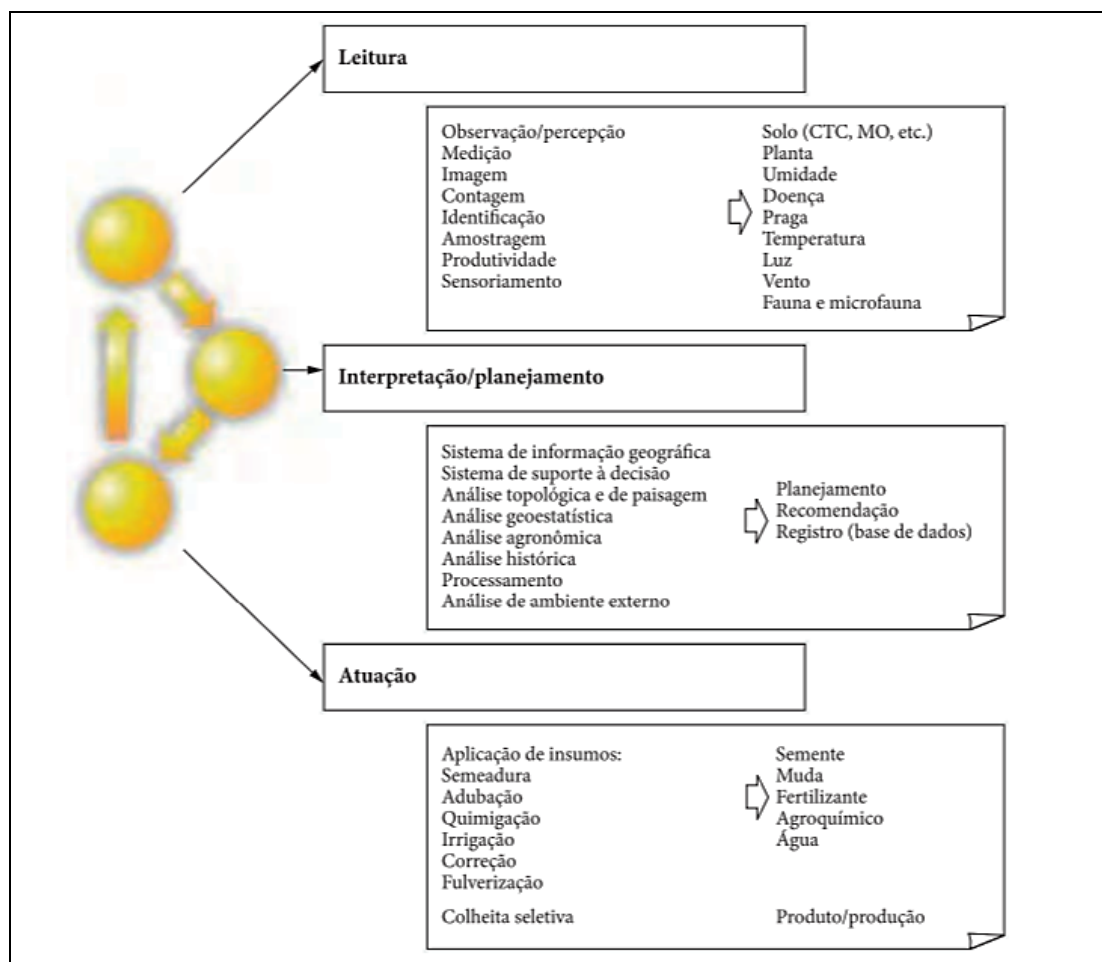 Leitura
Observação/percepção
Medição
Imagem
Contagem
Identificação
Amostragem
Produtividade
Sensoriamento
Solo (CTC, MO, etc.)
Planta
Umidade
Doença
Praga
Temperatura
Luz
Vento
Fauna e microfauna
Interpretação/planejamento
Sistema de informação geográfica
Sistema de suporte à decisão
Análise topológica e de paisagem
Análise geoestatística
Análise agronômica
Análise histórica
Processamento
Análise de ambiente externo
Planejamento
Recomendação
Registro (base de dados)
Atuação
Aplicação de insumos:
Semeadura
Adubação
Quimigação
Irrigação
Correção
Fulverização
Colheita seletiva
Semente
Muda
Fertilizante
Agroquímico
Água
Produto/produção